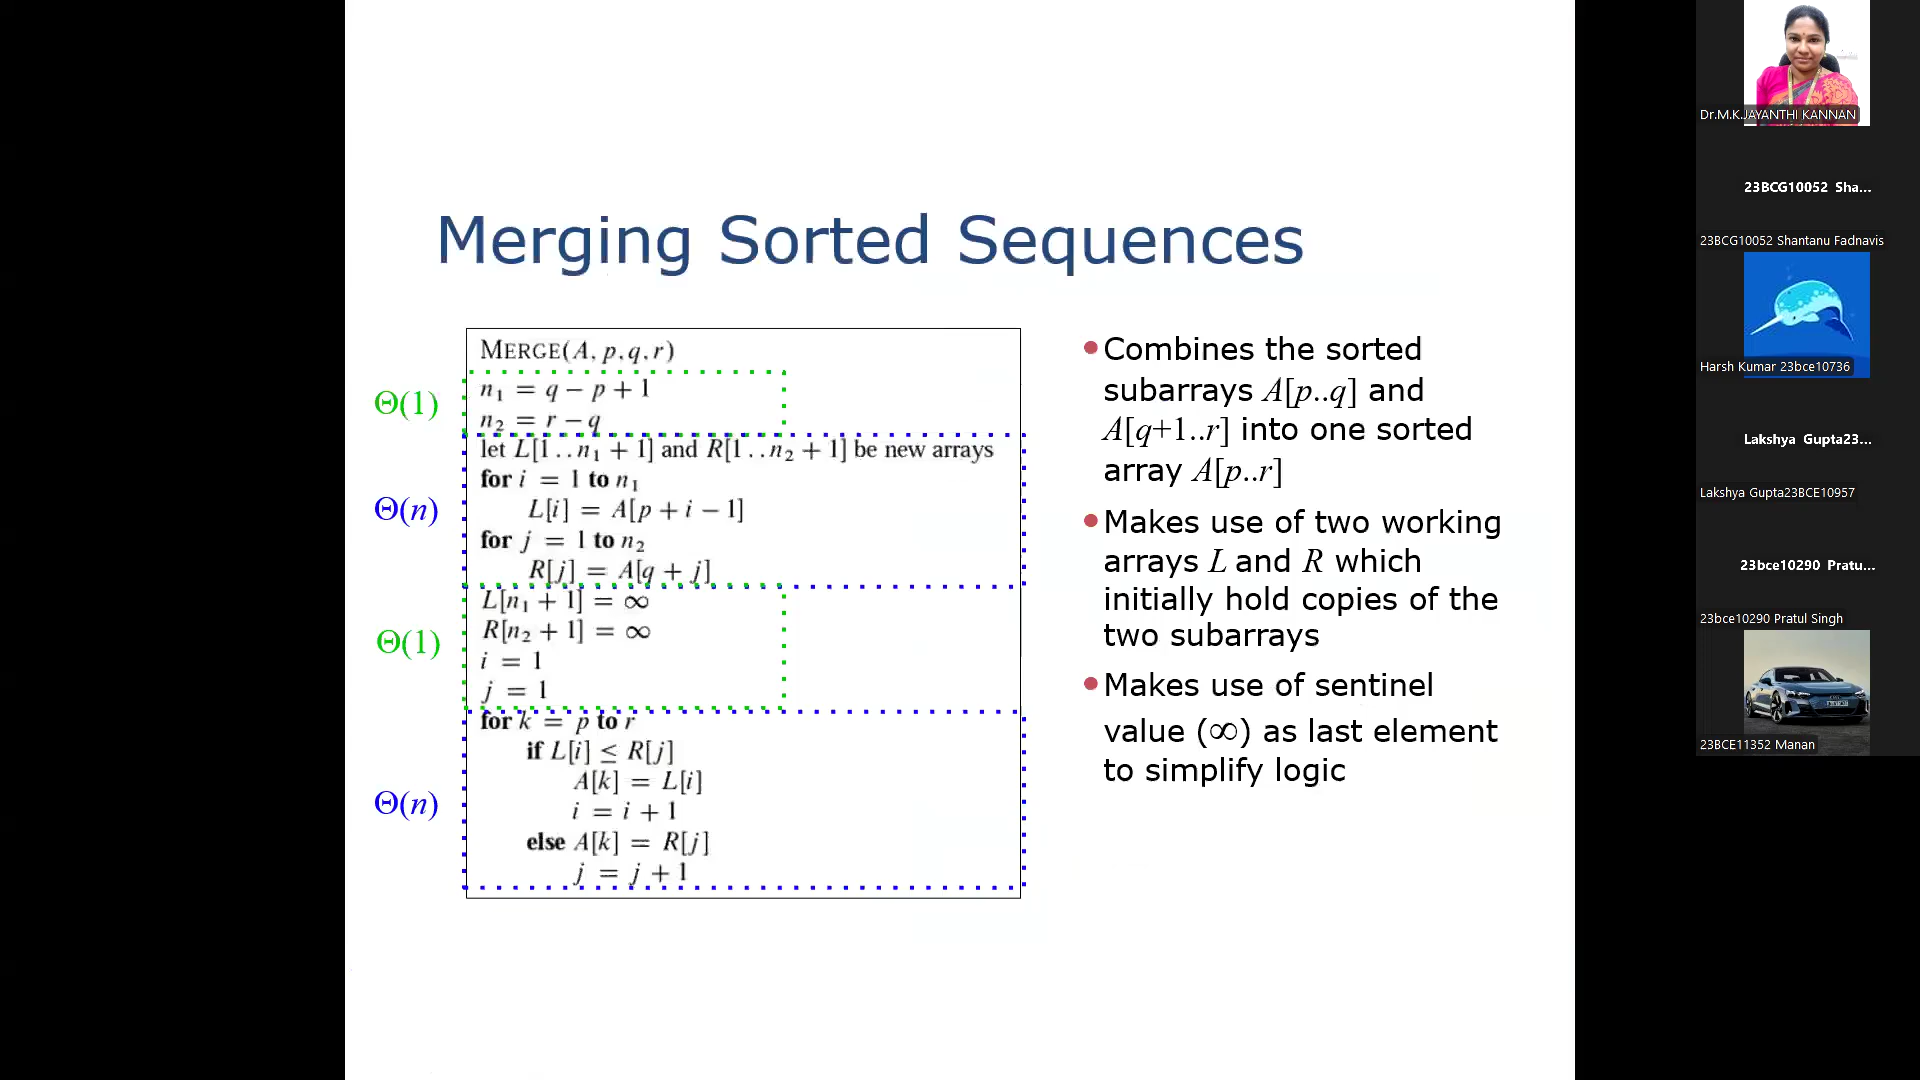 Merging Sorted Sequences
MERGE(A, p, q, r)
Θ(1)
n₁ = q − p + 1
n₂ = r − q
Θ(n)
let L[1..n₁ + 1] and R[1..n₂ + 1] be new arrays
for i = 1 to n₁
L[i] = A[p + i − 1]
for j = 1 to n₂
R[j] = A[q + j]
Θ(1)
L[n₁ + 1] = ∞
R[n₂ + 1] = ∞
i = 1
j = 1
Θ(n)
for k = p to r
if L[i] ≤ R[j]
A[k] = L[i]
i = i + 1
else A[k] = R[j]
j = j + 1
•Combines the sorted
subarrays A[p..q] and
A[q+1..r] into one sorted
array A[p..r]
•Makes use of two working
arrays L and R which
initially hold copies of the
two subarrays
•Makes use of sentinel
value (∞) as last element
to simplify logic
Dr.M.K.JAYANTHI KANNAN
23BCG10052 Sha...
23BCG10052 Shantanu Fadnavis
Harsh Kumar 23bce10736
Lakshya Gupta23...
Lakshya Gupta23BCE10957
23bce10290 Pratu...
23bce10290 Pratul Singh
23BCE11352 Manan